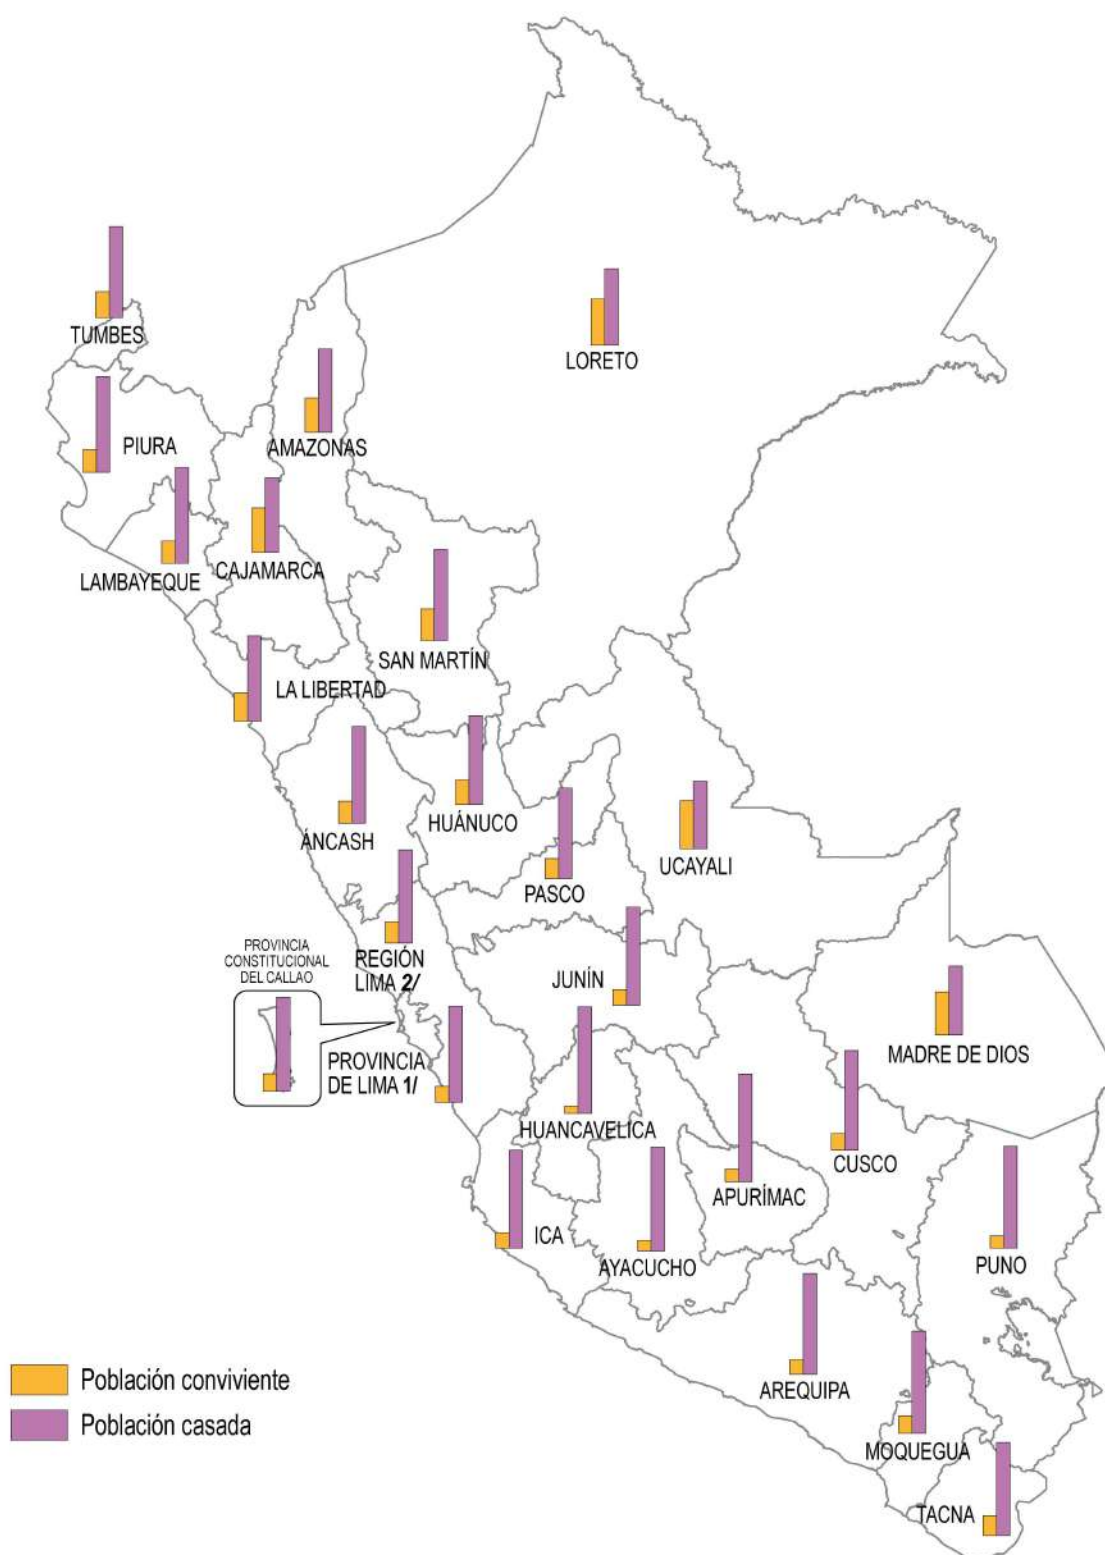 TUMBES
LORETO
PIURA
AMAZONAS
LAMBAYEQUE
CAJAMARCA
SAN MARTÍN
LA LIBERTAD
ÁNCASH
HUÁNUCO
PASCO
UCAYALI
REGIÓN
LIMA 2/
PROVINCIA
CONSTITUCIONAL
DEL CALLAO
JUNÍN
MADRE DE DIOS
PROVINCIA
DE LIMA 1/
HUANCAVELICA
CUSCO
APURÍMAC
ICA
AYACUCHO
PUNO
AREQUIPA
MOQUEGUA
TACNA
Población conviviente
Población casada